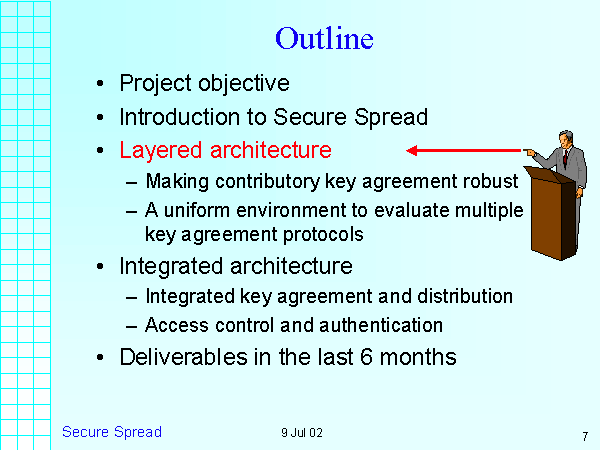 Outline
• Project objective
• Introduction to Secure Spread
• Layered architecture
– Making contributory key agreement robust
– A uniform environment to evaluate multiple
key agreement protocols
• Integrated architecture
– Integrated key agreement and distribution
– Access control and authentication
• Deliverables in the last 6 months
Secure Spread
9 Jul 02
7